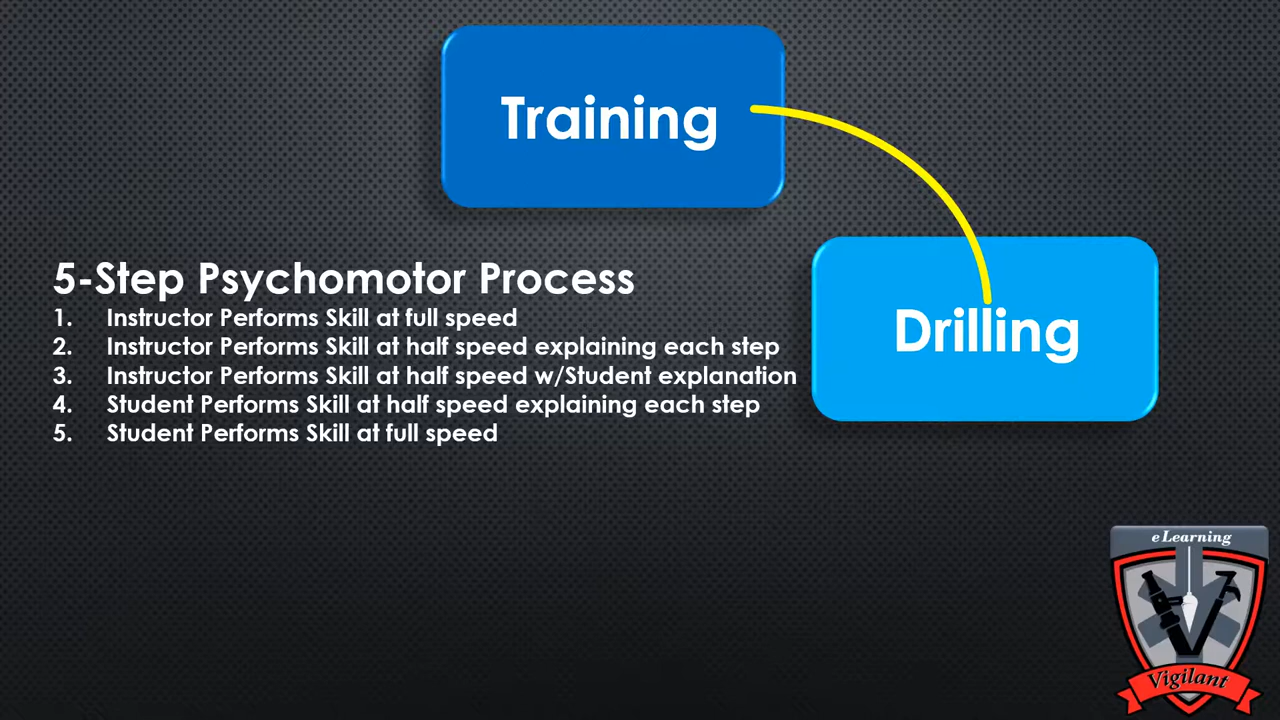 Training
Drilling
5-Step Psychomotor Process
1. Instructor Performs Skill at full speed
2. Instructor Performs Skill at half speed explaining each step
3. Instructor Performs Skill at half speed w/Student explanation
4. Student Performs Skill at half speed explaining each step
5. Student Performs Skill at full speed
e Learning
V
Vigilant